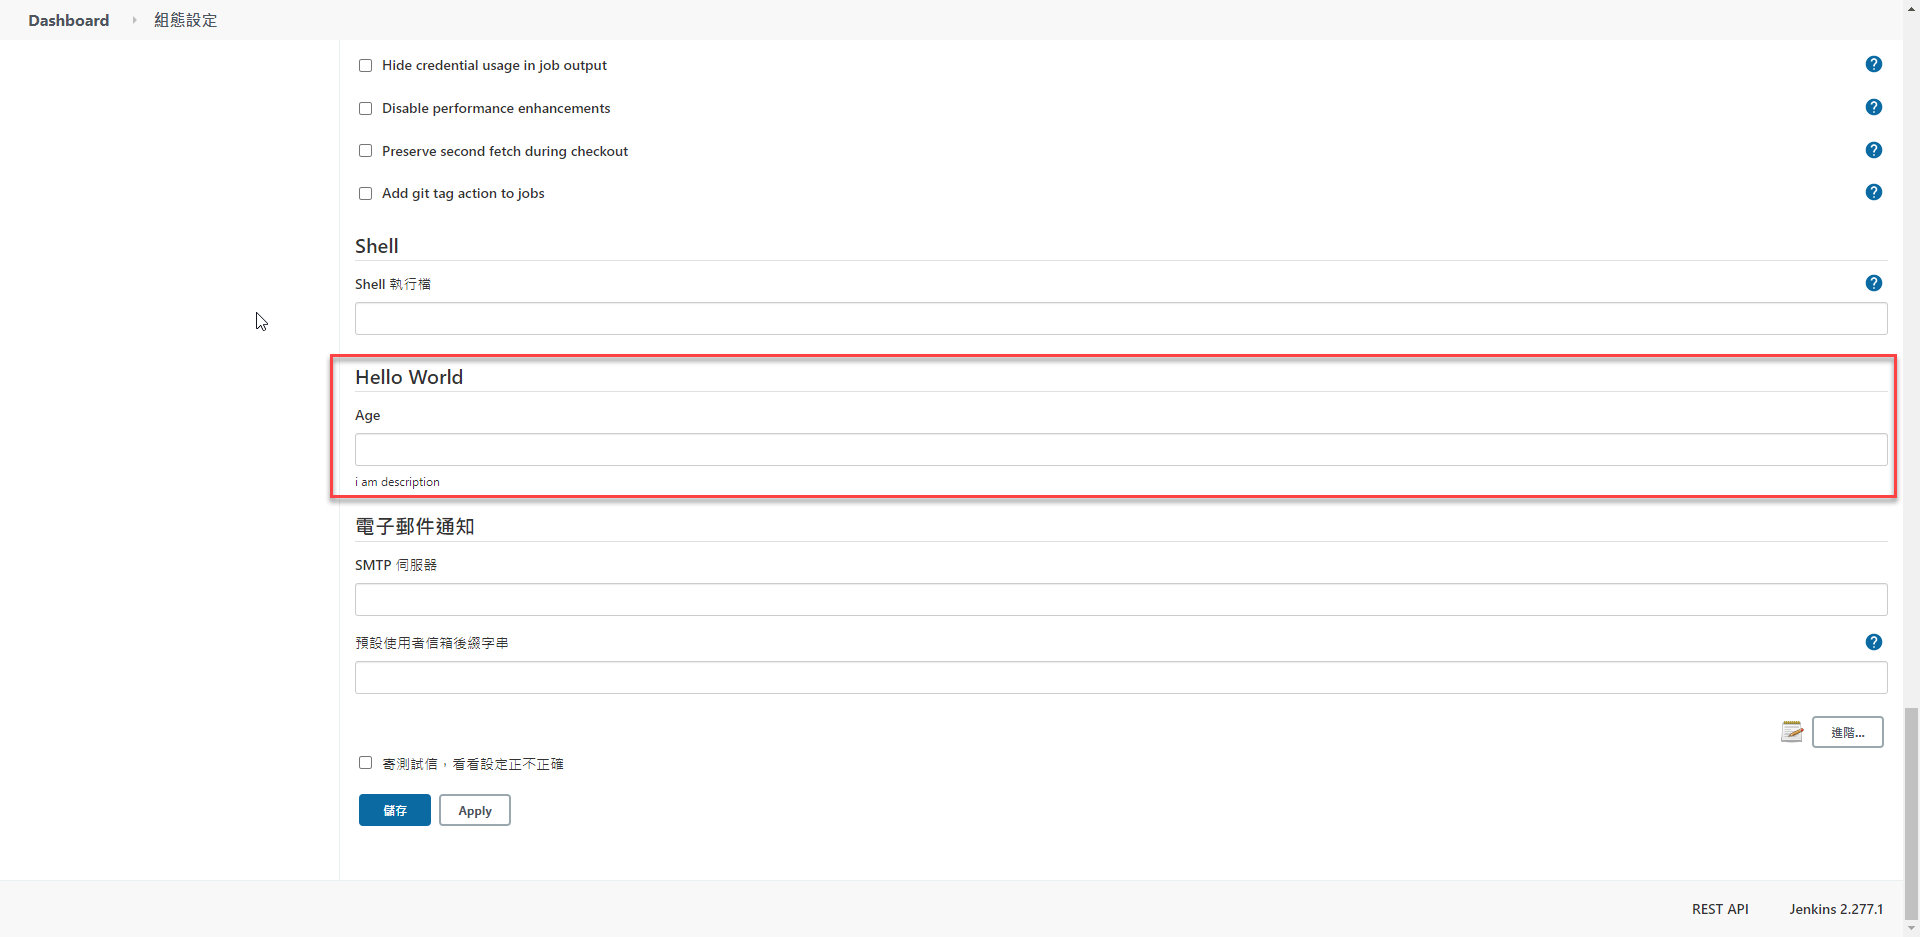 Dashboard 組態設定
Hide credential usage in job output
Disable performance enhancements
Preserve second fetch during checkout
Add git tag action to jobs
Shell
Shell 執行檔
Hello World
Age
i am description
電子郵件通知
SMTP 伺服器
預設使用者信箱後綴字串
進階...
寄測試信，看看設定正不正確
儲存 Apply
REST API Jenkins 2.277.1